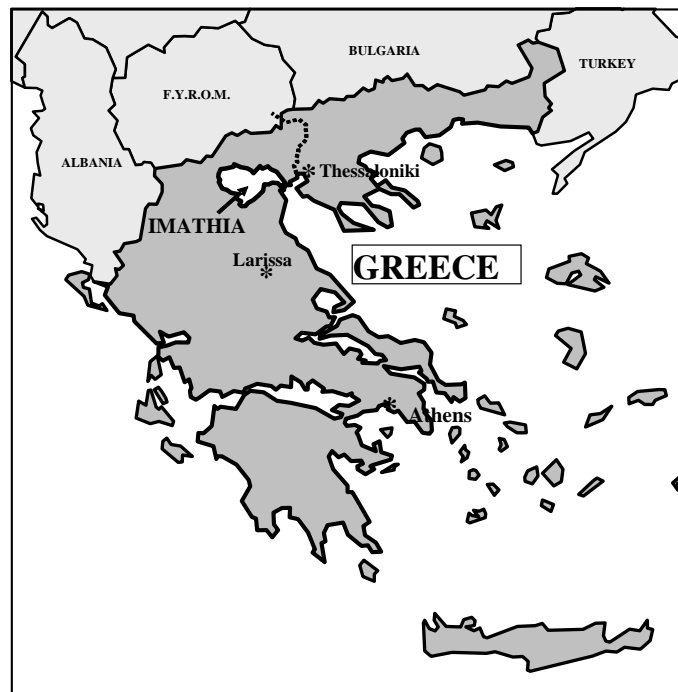 BULGARIA
TURKEY
F.Y.R.O.M.
ALBANIA
Thessaloniki
IMATHIA
Larissa
GREECE
Athens